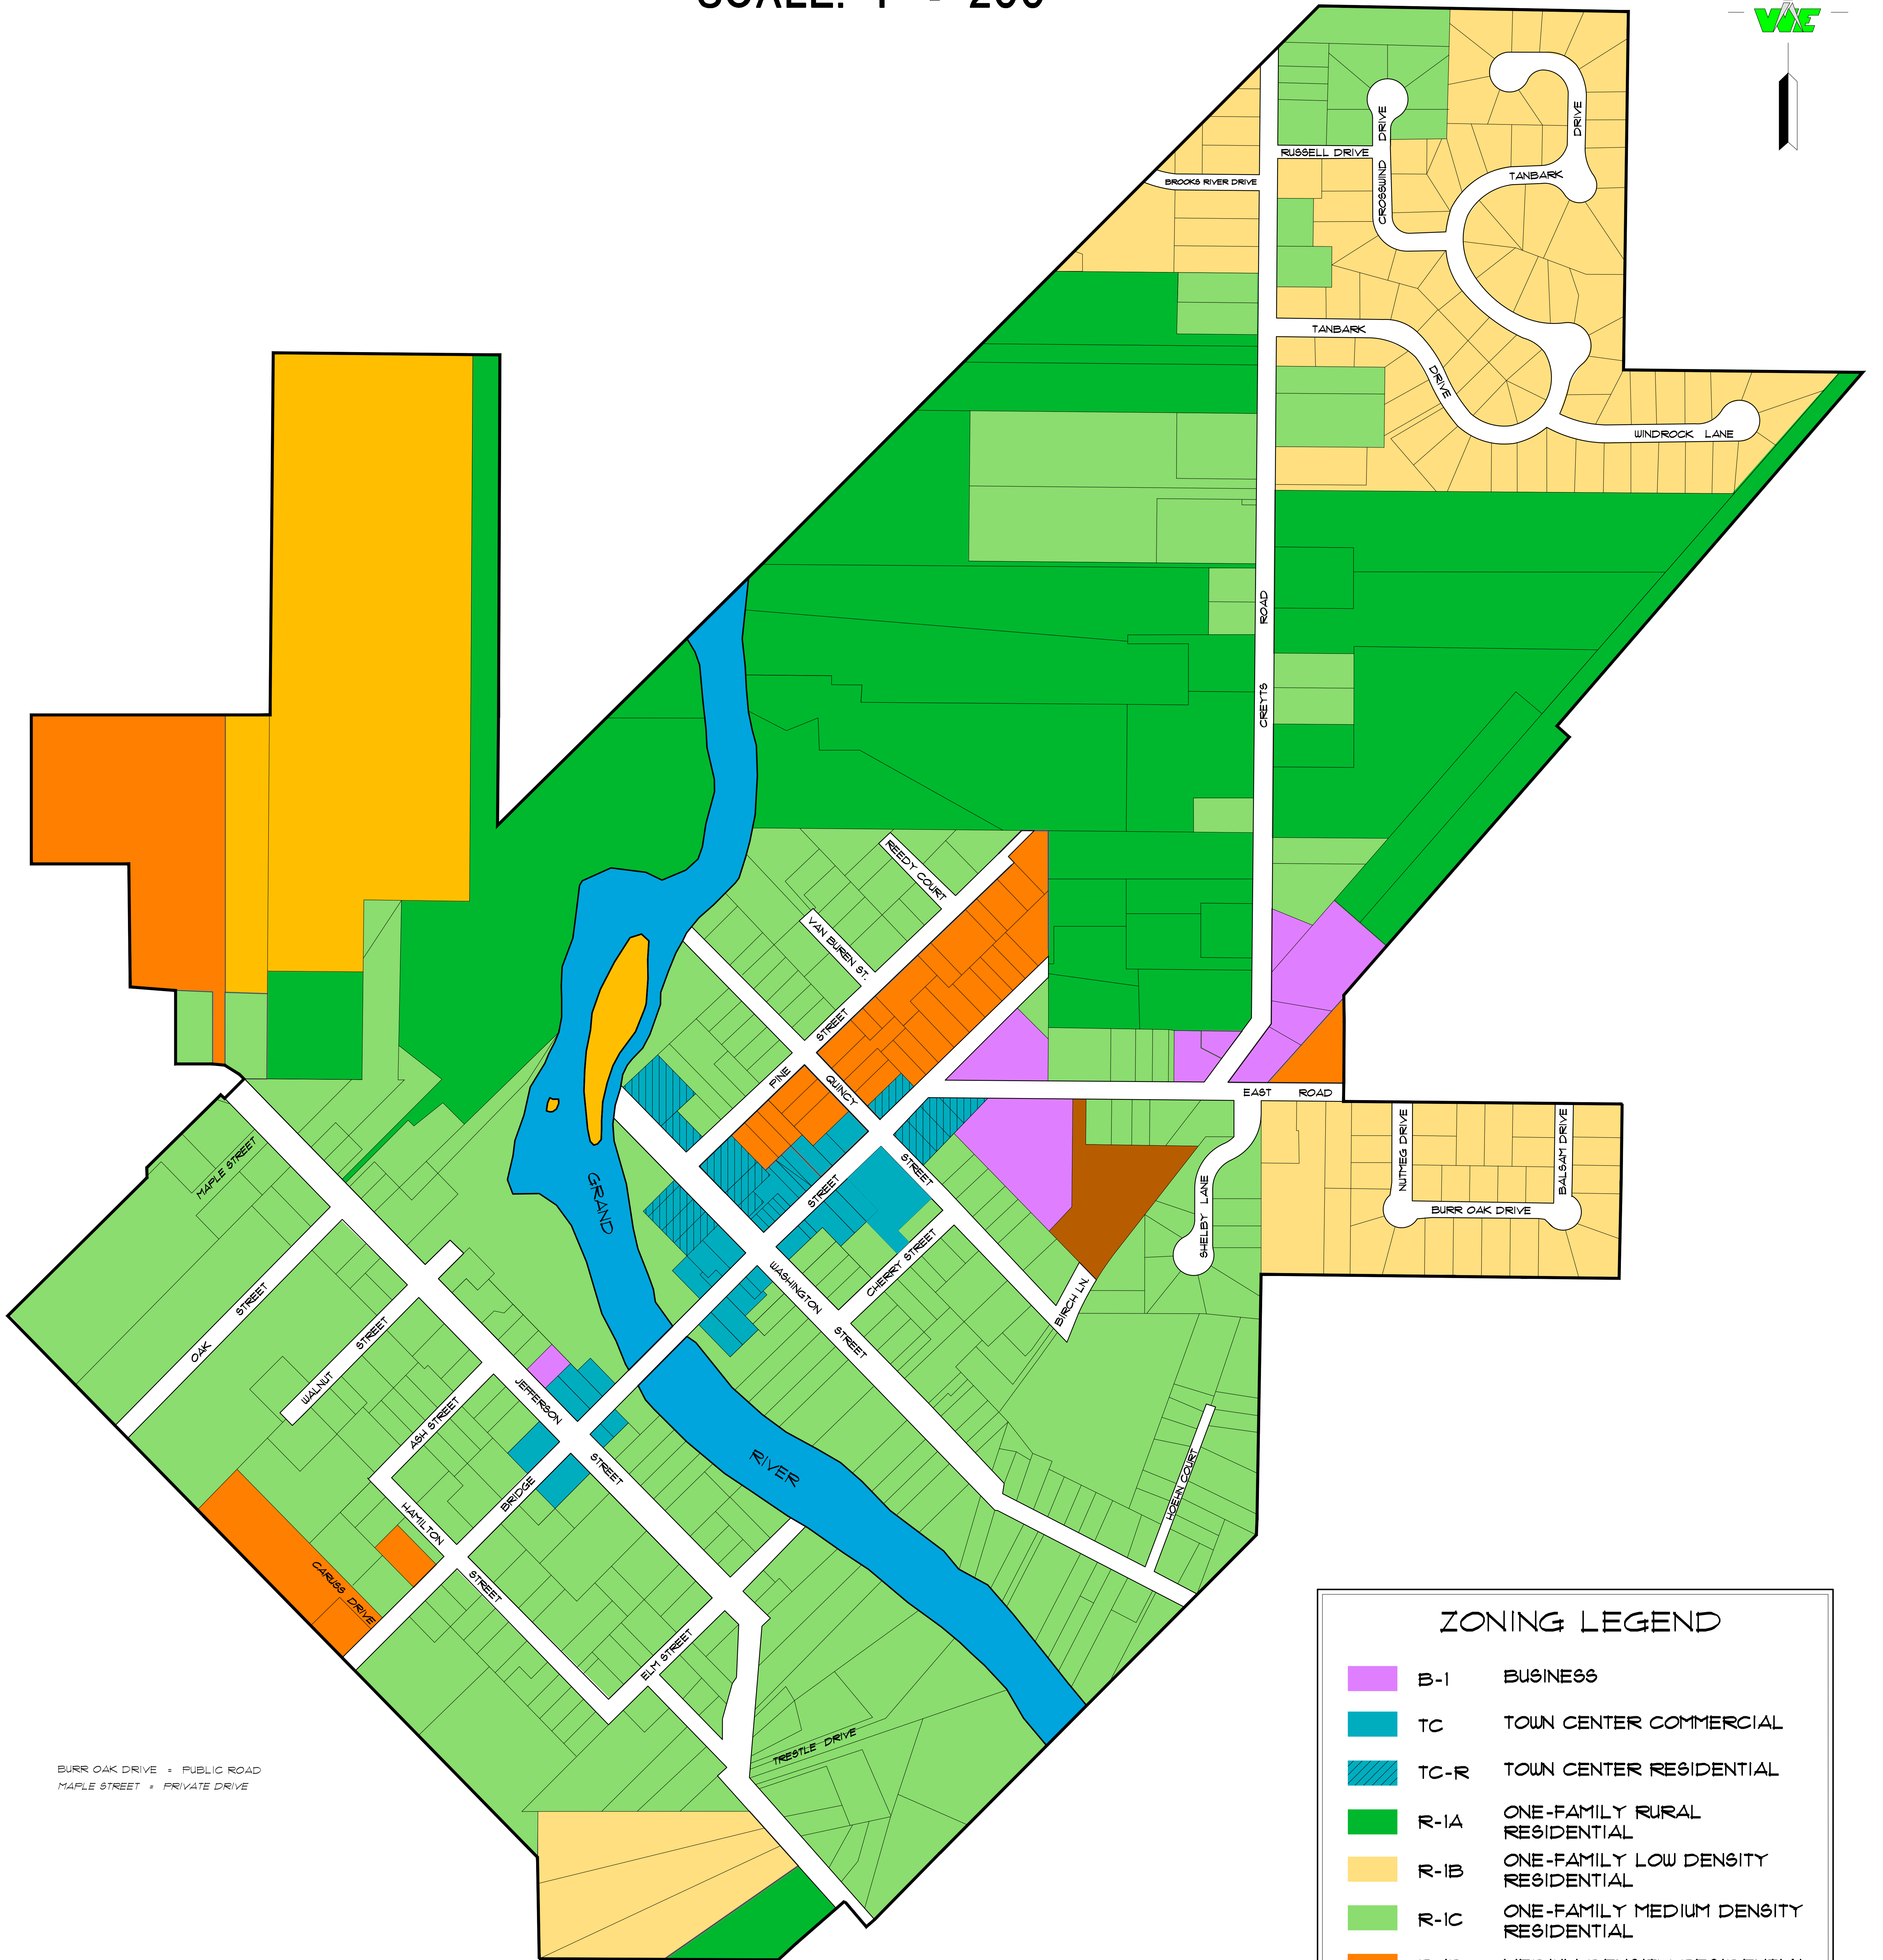 RUSSELL DRIVE
CROSSWIND DRIVE
DRIVE
TANBARK
BROOKS RIVER DRIVE
TANBARK
DRIVE
WINDROCK LANE
CREYTS ROAD
REEDY COURT
VAN BUREN ST.
PINE STREET
QUINCY STREET
EAST ROAD
NUTMEG DRIVE
BALSAM DRIVE
BURR OAK DRIVE
SHELBY LANE
MAPLE STREET
GRAND
RIVER
STREET
CHERRY STREET
BIRCH LN.
WASHINGTON STREET
OAK STREET
WALNUT STREET
ASH STREET
JEFFERSON STREET
BRIDGE
HAMILTON STREET
CARUSS DRIVE
ELM STREET
HOEHN COURT
TRESTLE DRIVE
BURR OAK DRIVE = PUBLIC ROAD
MAPLE STREET = PRIVATE DRIVE
ZONING LEGEND
B-1 BUSINESS
TC TOWN CENTER COMMERCIAL
TC-R TOWN CENTER RESIDENTIAL
R-1A ONE-FAMILY RURAL
RESIDENTIAL
R-1B ONE-FAMILY LOW DENSITY
RESIDENTIAL
R-1C ONE-FAMILY MEDIUM DENSITY
RESIDENTIAL